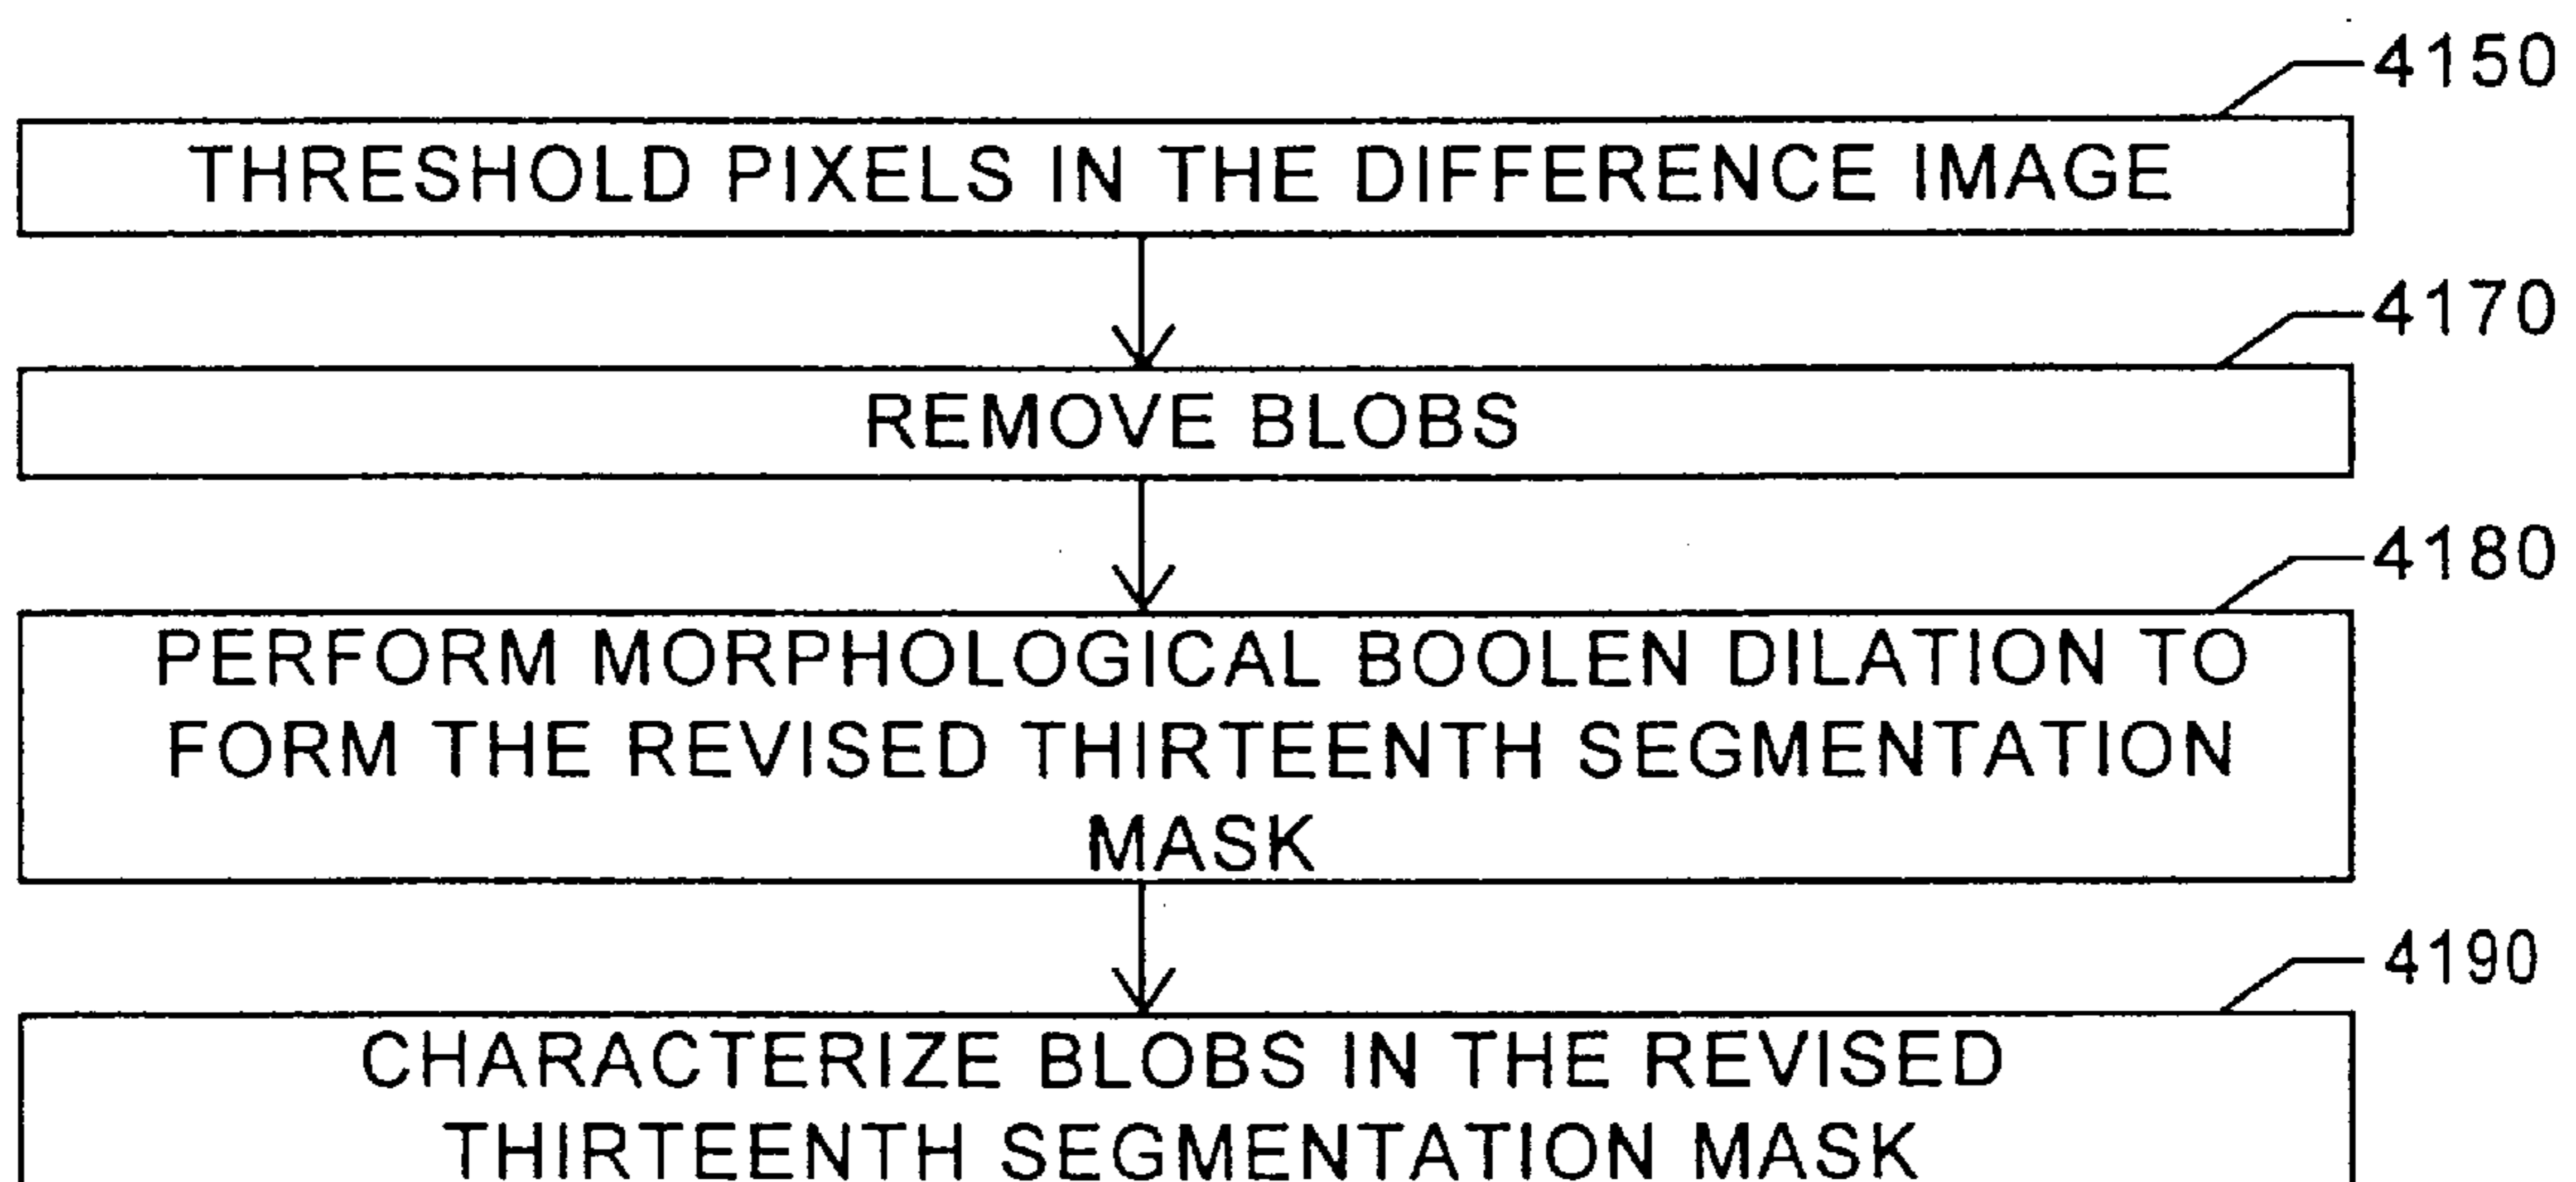 4150
THRESHOLD PIXELS IN THE DIFFERENCE IMAGE
4170
REMOVE BLOBS
4180
PERFORM MORPHOLOGICAL BOOLEN DILATION TO
FORM THE REVISED THIRTEENTH SEGMENTATION
MASK
4190
CHARACTERIZE BLOBS IN THE REVISED
THIRTEENTH SEGMENTATION MASK